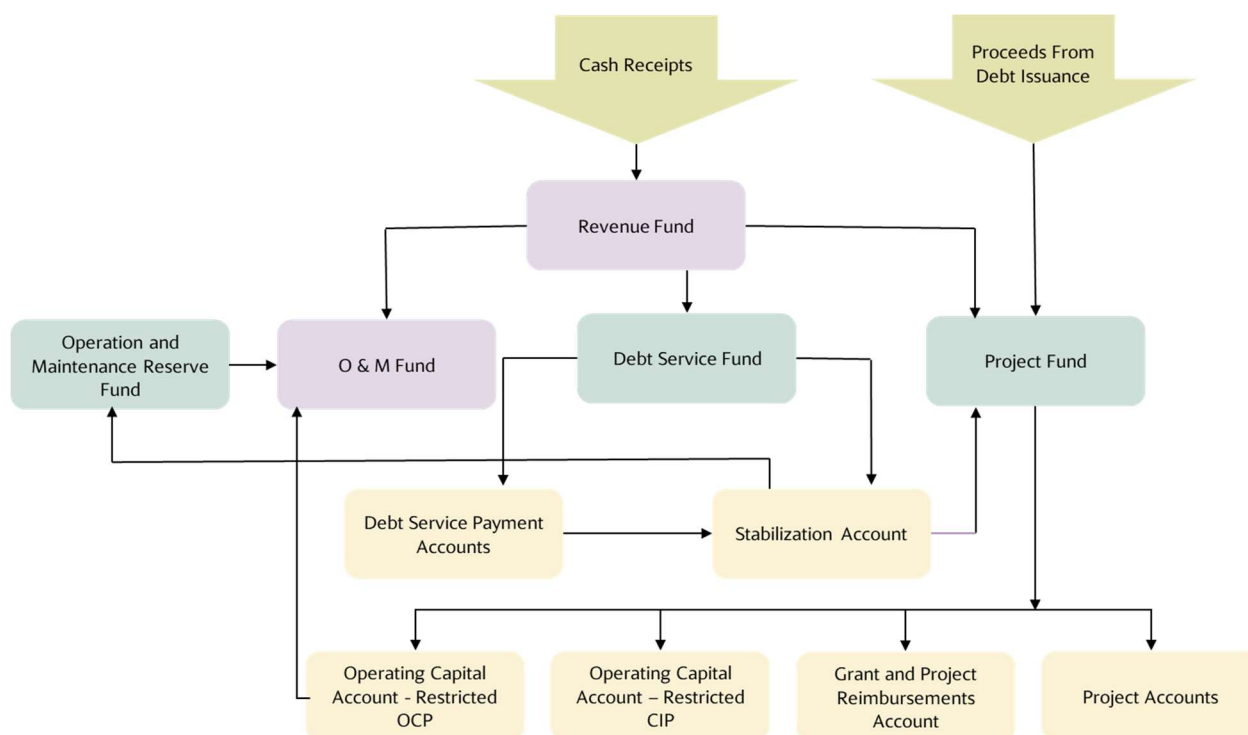 Cash Receipts
Proceeds From
Debt Issuance
Revenue Fund
Operation and
Maintenance Reserve
Fund
O & M Fund
Debt Service Fund
Project Fund
Debt Service Payment
Accounts
Stabilization Account
Operating Capital
Account - Restricted
OCP
Operating Capital
Account – Restricted
CIP
Grant and Project
Reimbursements
Account
Project Accounts